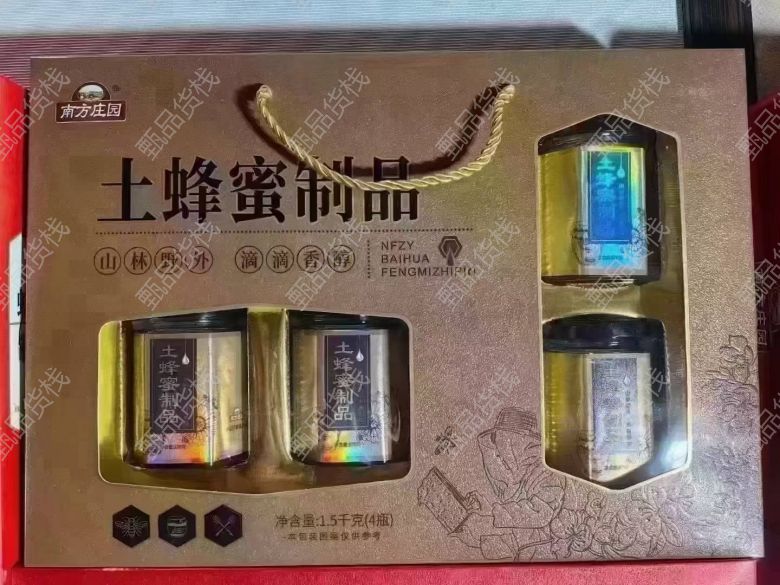 南方庄园
土蜂蜜制品
山林野外 滴滴香醇
NFZY
BAIHUA
FENGMIZHIPIN
土蜂蜜制品
土蜂蜜制品
净含量:1.5千克(4瓶)
-本包装图案仅供参考-
甄品货栈